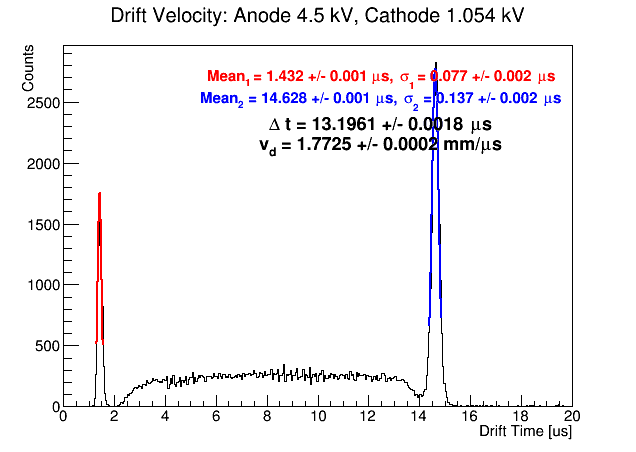 Drift Velocity: Anode 4.5 kV, Cathode 1.054 kV
Counts
Mean1 = 1.432 +/- 0.001 μs, σ1 = 0.077 +/- 0.002 μs
Mean2 = 14.628 +/- 0.001 μs, σ2 = 0.137 +/- 0.002 μs
Δ t = 13.1961 +/- 0.0018 μs
vd = 1.7725 +/- 0.0002 mm/μs
2500
2000
1500
1000
500
0
0 2 4 6 8 10 12 14 16 18 20
Drift Time [us]